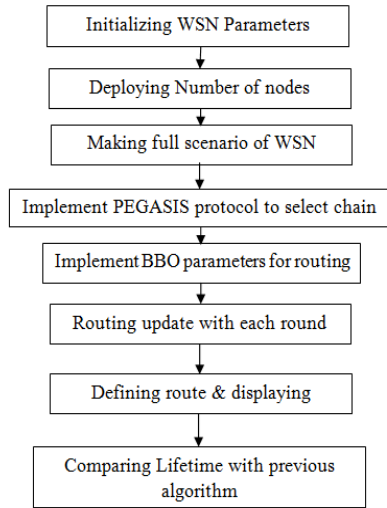 Initializing WSN Parameters
Deploying Number of nodes
Making full scenario of WSN
Implement PEGASIS protocol to select chain
Implement BBO parameters for routing
Routing update with each round
Defining route & displaying
Comparing Lifetime with previous
algorithm